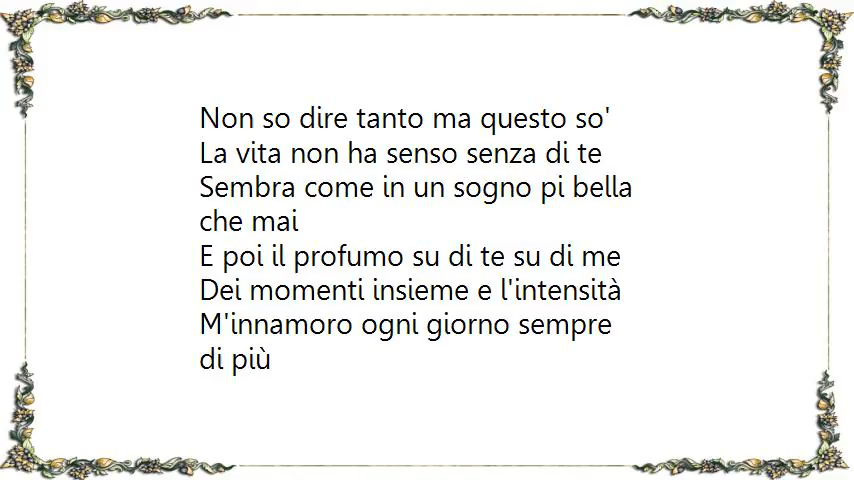 Non so dire tanto ma questo so'
La vita non ha senso senza di te
Sembra come in un sogno pi bella
che mai
E poi il profumo su di te su di me
Dei momenti insieme e l'intensità
M'innamoro ogni giorno sempre
di più